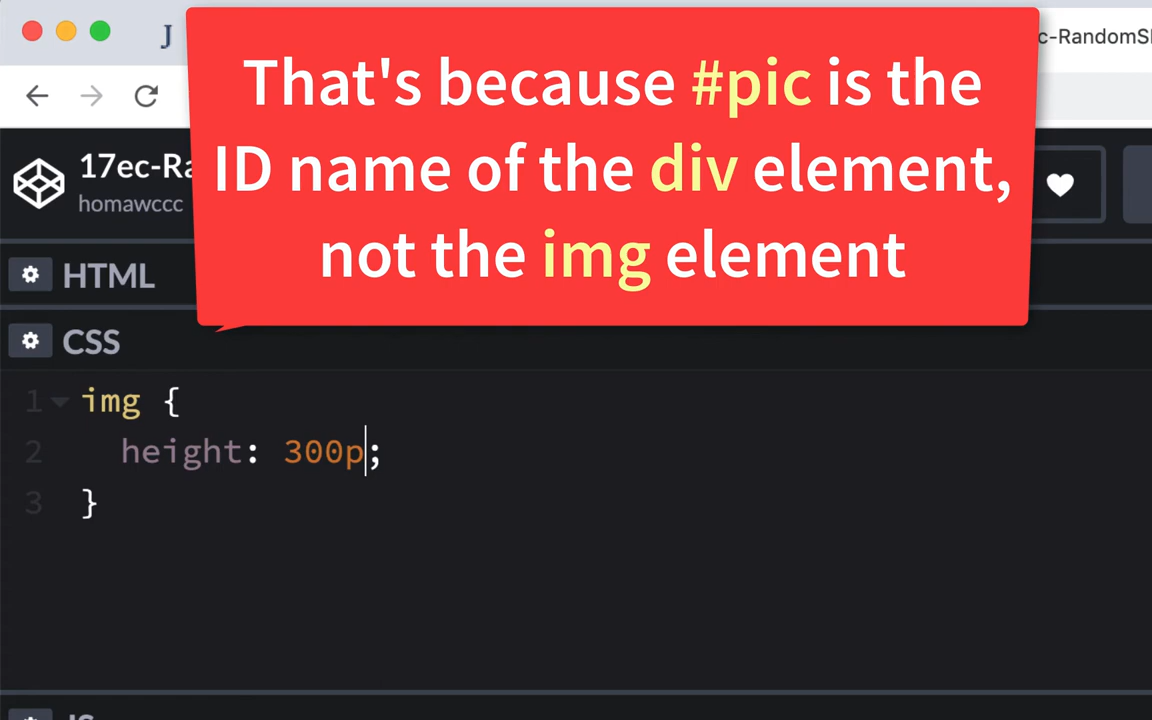 J
c-RandomS
That's because #pic is the
ID name of the div element,
not the img element
17ec-Ra
homawccc
HTML
CSS
1 img {
2 height: 300p;
3 }
JS